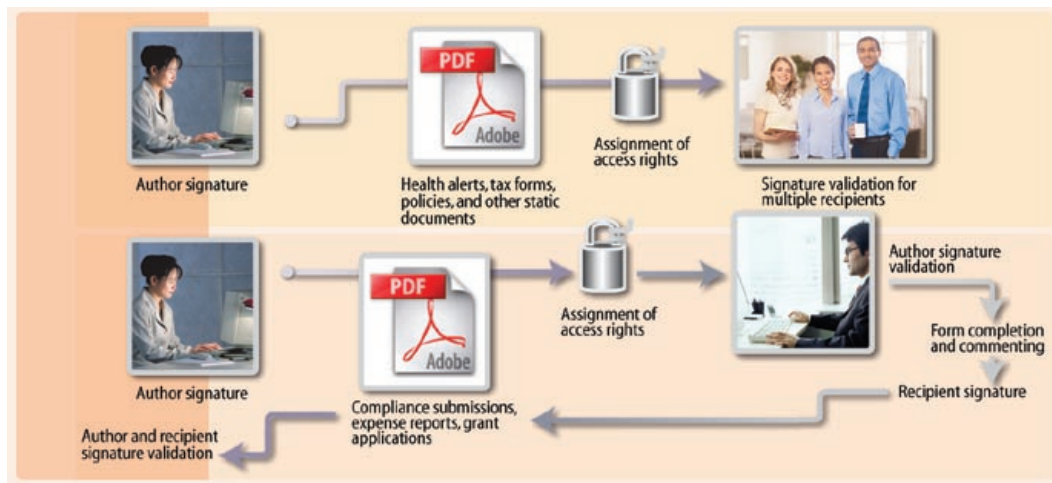 PDF
Adobe
Author signature
Health alerts, tax forms,
policies, and other static
documents
Assignment of
access rights
Signature validation for
multiple recipients
PDF
Adobe
Author signature
Compliance submissions,
expense reports, grant
applications
Assignment of
access rights
Author signature
validation
Form completion
and commenting
Recipient signature
Author and recipient
signature validation